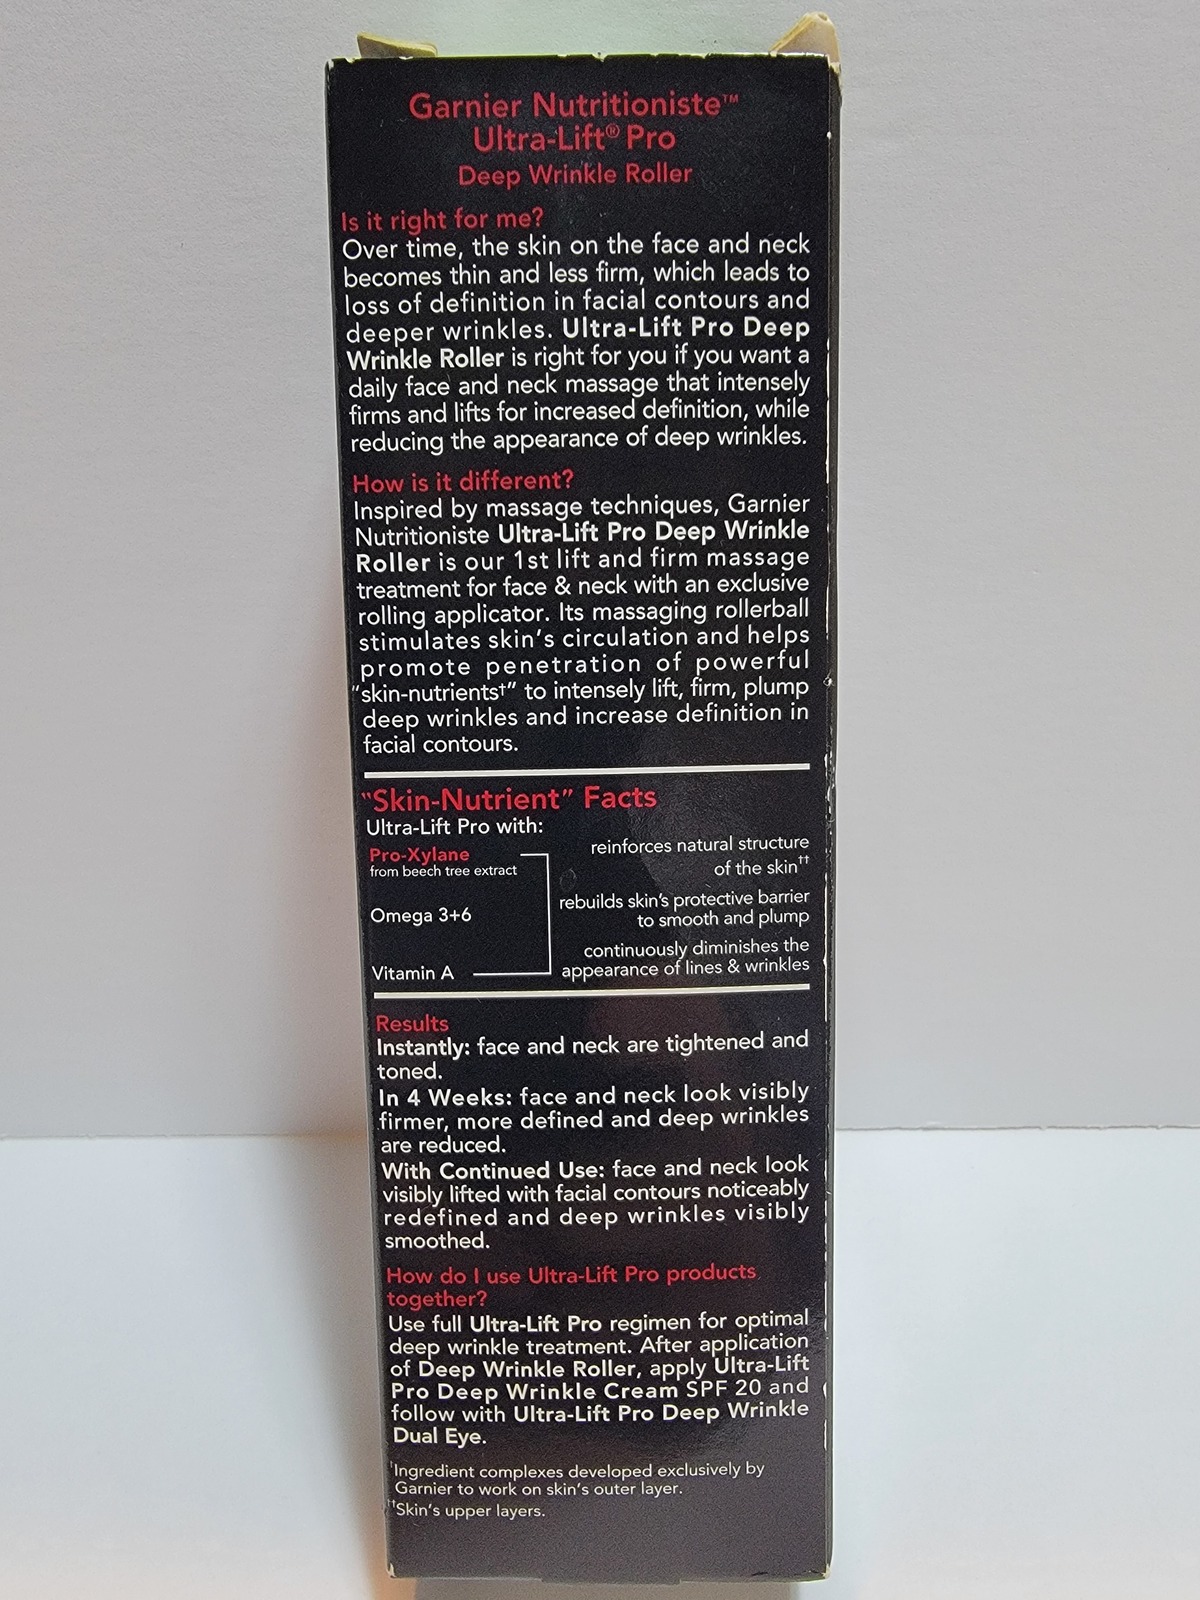 Garnier Nutritioniste™
Ultra-Lift® Pro
Deep Wrinkle Roller
Is it right for me?
Over time, the skin on the face and neck
becomes thin and less firm, which leads to
loss of definition in facial contours and
deeper wrinkles. Ultra-Lift Pro Deep
Wrinkle Roller is right for you if you want a
daily face and neck massage that intensely
firms and lifts for increased definition, while
reducing the appearance of deep wrinkles.
How is it different?
Inspired by massage techniques, Garnier
Nutritioniste Ultra-Lift Pro Deep Wrinkle
Roller is our 1st lift and firm massage
treatment for face & neck with an exclusive
rolling applicator. Its massaging rollerball
stimulates skin's circulation and helps
promote penetration of powerful
"skin-nutrients†" to intensely lift, firm, plump
deep wrinkles and increase definition in
facial contours.
"Skin-Nutrient" Facts
Ultra-Lift Pro with:
Pro-Xylane
from beech tree extract
reinforces natural structure
of the skin††
Omega 3+6
rebuilds skin's protective barrier
to smooth and plump
Vitamin A
continuously diminishes the
appearance of lines & wrinkles
Results
Instantly: face and neck are tightened and
toned.
In 4 Weeks: face and neck look visibly
firmer, more defined and deep wrinkles
are reduced.
With Continued Use: face and neck look
visibly lifted with facial contours noticeably
redefined and deep wrinkles visibly
smoothed.
How do I use Ultra-Lift Pro products
together?
Use full Ultra-Lift Pro regimen for optimal
deep wrinkle treatment. After application
of Deep Wrinkle Roller, apply Ultra-Lift
Pro Deep Wrinkle Cream SPF 20 and
follow with Ultra-Lift Pro Deep Wrinkle
Dual Eye.
†Ingredient complexes developed exclusively by
Garnier to work on skin's outer layer.
††Skin's upper layers.